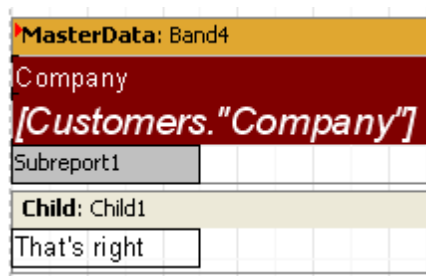 MasterData: Band4
Company
[Customers."Company"]
Subreport1
Child: Child1
That's right